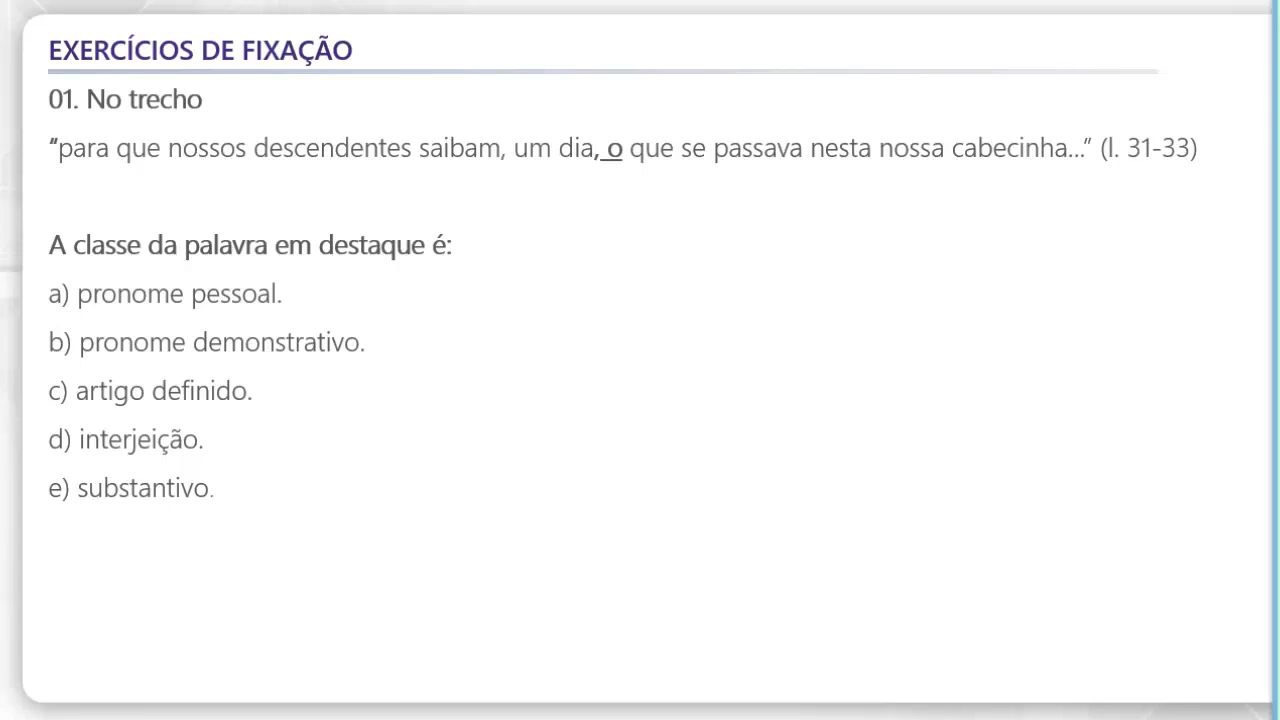 EXERCÍCIOS DE FIXAÇÃO
01. No trecho
“para que nossos descendentes saibam, um dia, o que se passava nesta nossa cabecinha...” (l. 31-33)
A classe da palavra em destaque é:
a) pronome pessoal.
b) pronome demonstrativo.
c) artigo definido.
d) interjeição.
e) substantivo.